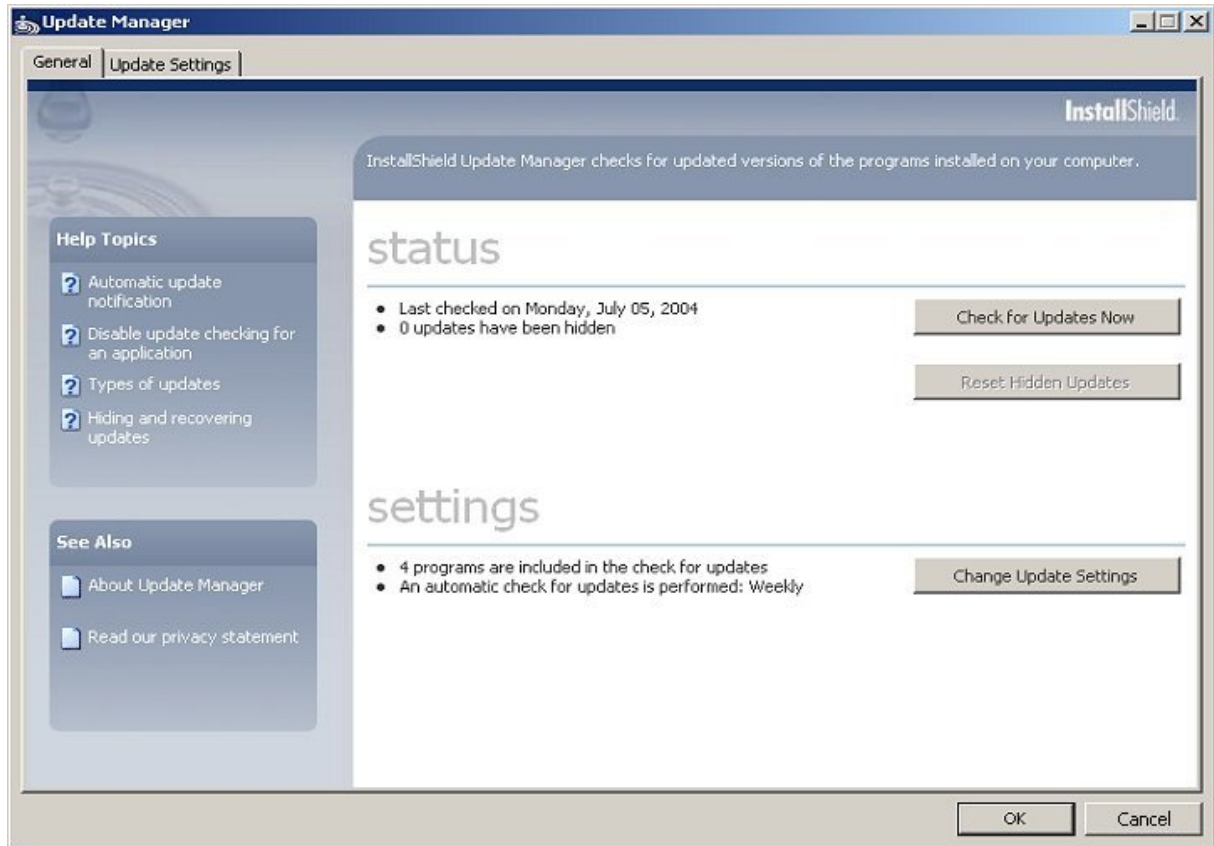 Update Manager
General
Update Settings
InstallShield.
InstallShield Update Manager checks for updated versions of the programs installed on your computer.
Help Topics
Automatic update
notification
Disable update checking for
an application
Types of updates
Hiding and recovering
updates
See Also
About Update Manager
Read our privacy statement
status
Last checked on Monday, July 05, 2004
0 updates have been hidden
Check for Updates Now
Reset Hidden Updates
settings
4 programs are included in the check for updates
An automatic check for updates is performed: Weekly
Change Update Settings
OK
Cancel